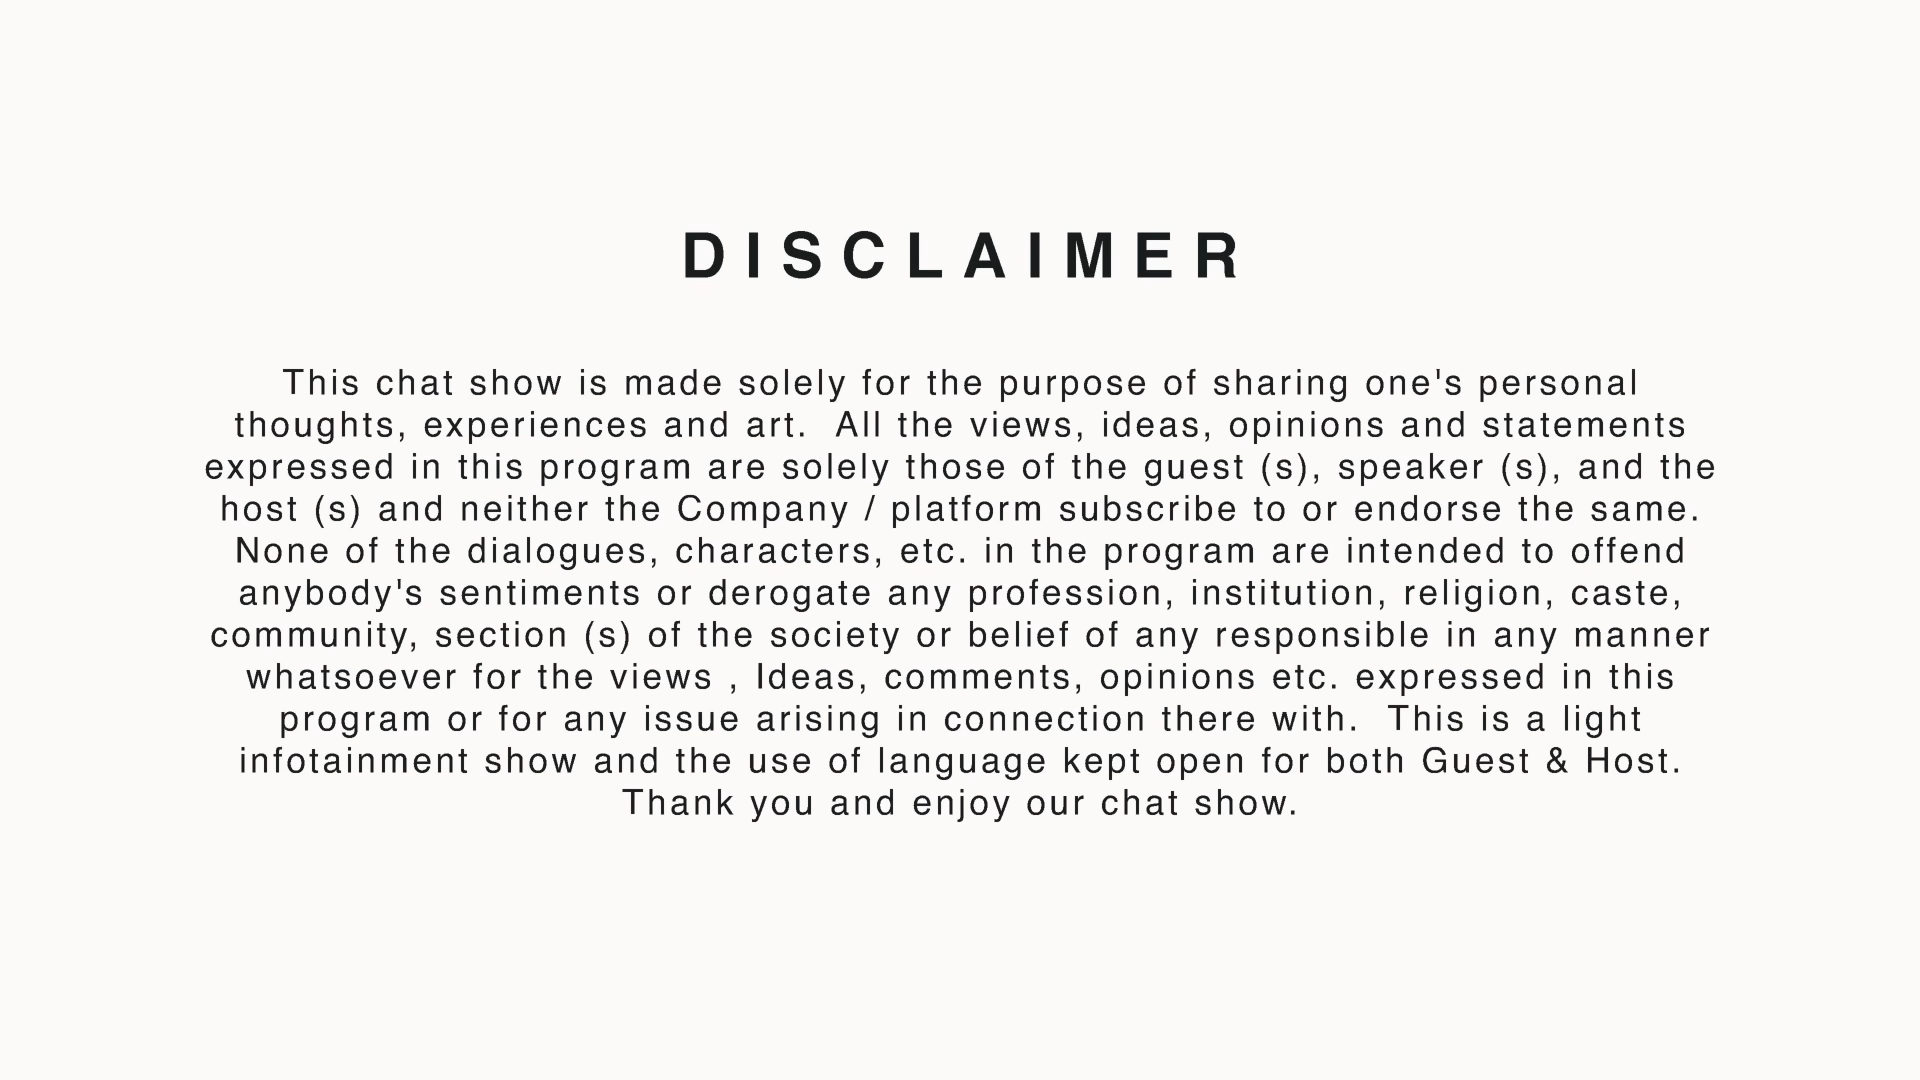 DISCLAIMER
This chat show is made solely for the purpose of sharing one's personal
thoughts, experiences and art.  All the views, ideas, opinions and statements
expressed in this program are solely those of the guest (s), speaker (s), and the
host (s) and neither the Company / platform subscribe to or endorse the same.
None of the dialogues, characters, etc. in the program are intended to offend
anybody's sentiments or derogate any profession, institution, religion, caste,
community, section (s) of the society or belief of any responsible in any manner
whatsoever for the views , Ideas, comments, opinions etc. expressed in this
program or for any issue arising in connection there with.  This is a light
infotainment show and the use of language kept open for both Guest & Host.
Thank you and enjoy our chat show.